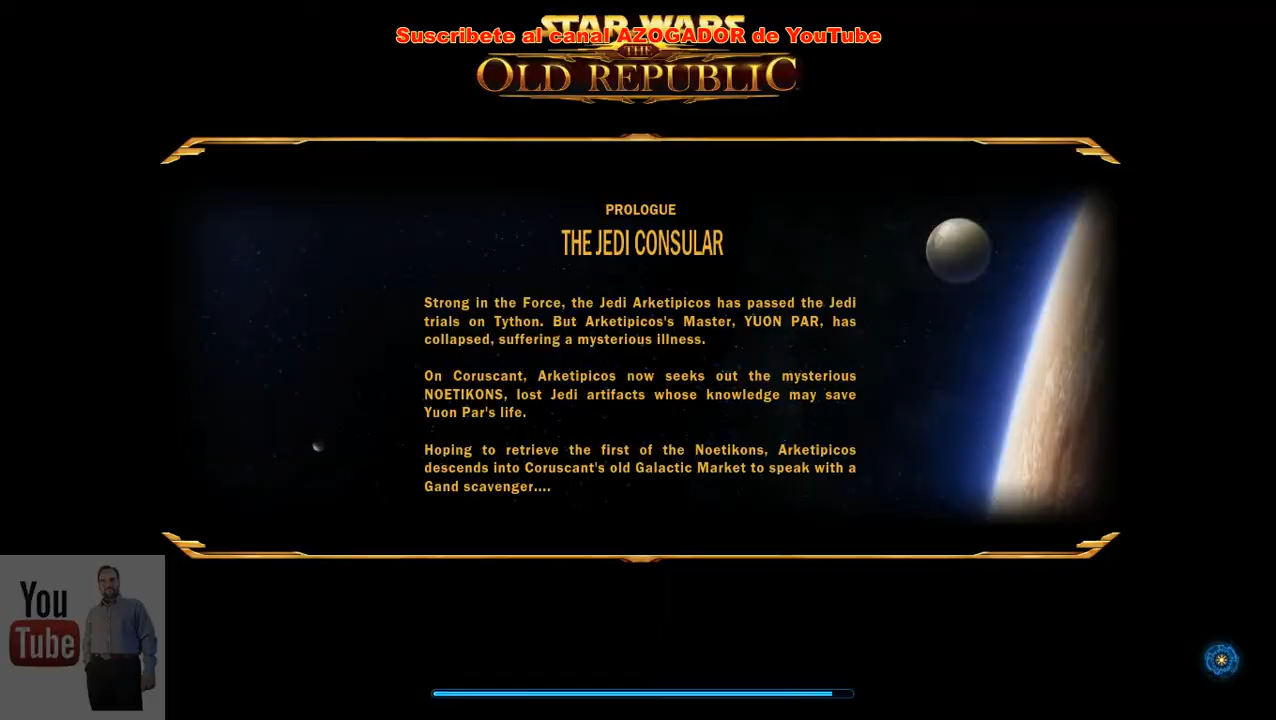 STAR WARS
Suscribete al canal AZOGADOR de YouTube
THE
OLD REPUBLIC
PROLOGUE
THE JEDI CONSULAR
Strong in the Force, the Jedi Arketipicos has passed the Jedi
trials on Tython. But Arketipicos's Master, YUON PAR, has
collapsed, suffering a mysterious illness.
On Coruscant, Arketipicos now seeks out the mysterious
NOETIKONS, lost Jedi artifacts whose knowledge may save
Yuon Par's life.
Hoping to retrieve the first of the Noetikons, Arketipicos
descends into Coruscant's old Galactic Market to speak with a
Gand scavenger....
You
Tube